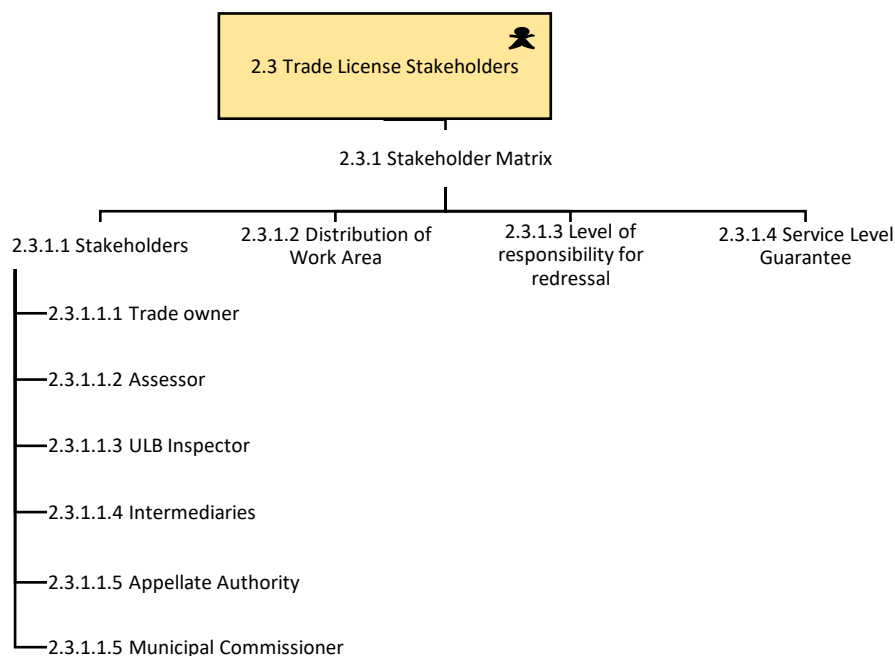 2.3 Trade License Stakeholders
2.3.1 Stakeholder Matrix
2.3.1.1 Stakeholders
2.3.1.2 Distribution of
Work Area
2.3.1.3 Level of
responsibility for
redressal
2.3.1.4 Service Level
Guarantee
2.3.1.1.1 Trade owner
2.3.1.1.2 Assessor
2.3.1.1.3 ULB Inspector
2.3.1.1.4 Intermediaries
2.3.1.1.5 Appellate Authority
2.3.1.1.5 Municipal Commissioner